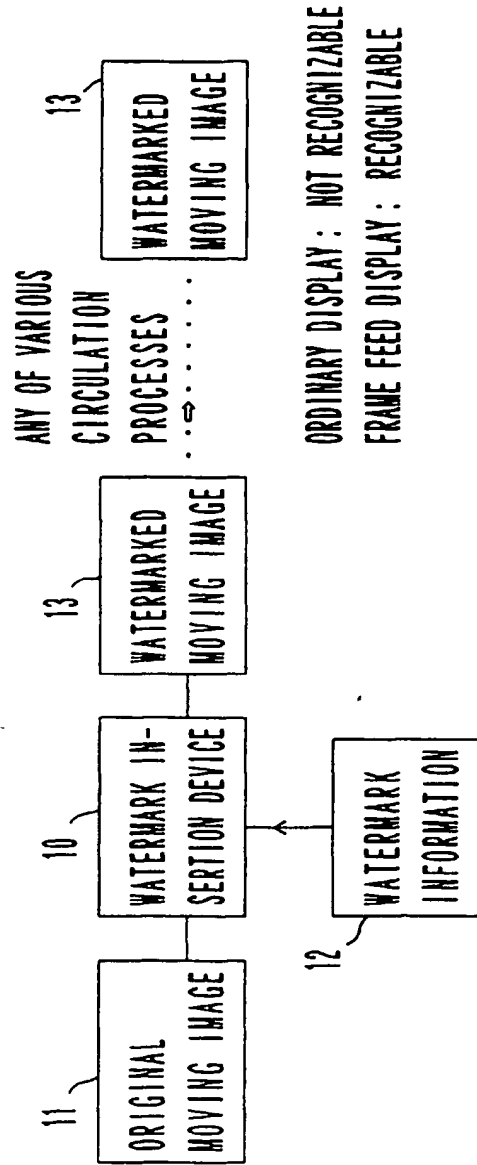 11
ORIGINAL
MOVING IMAGE
10
WATERMARK IN-
SERTION DEVICE
12
WATERMARK
INFORMATION
13
WATERMARKED
MOVING IMAGE
ANY OF VARIOUS
CIRCULATION
PROCESSES
13
WATERMARKED
MOVING IMAGE
ORDINARY DISPLAY : NOT RECOGNIZABLE
FRAME FEED DISPLAY : RECOGNIZABLE